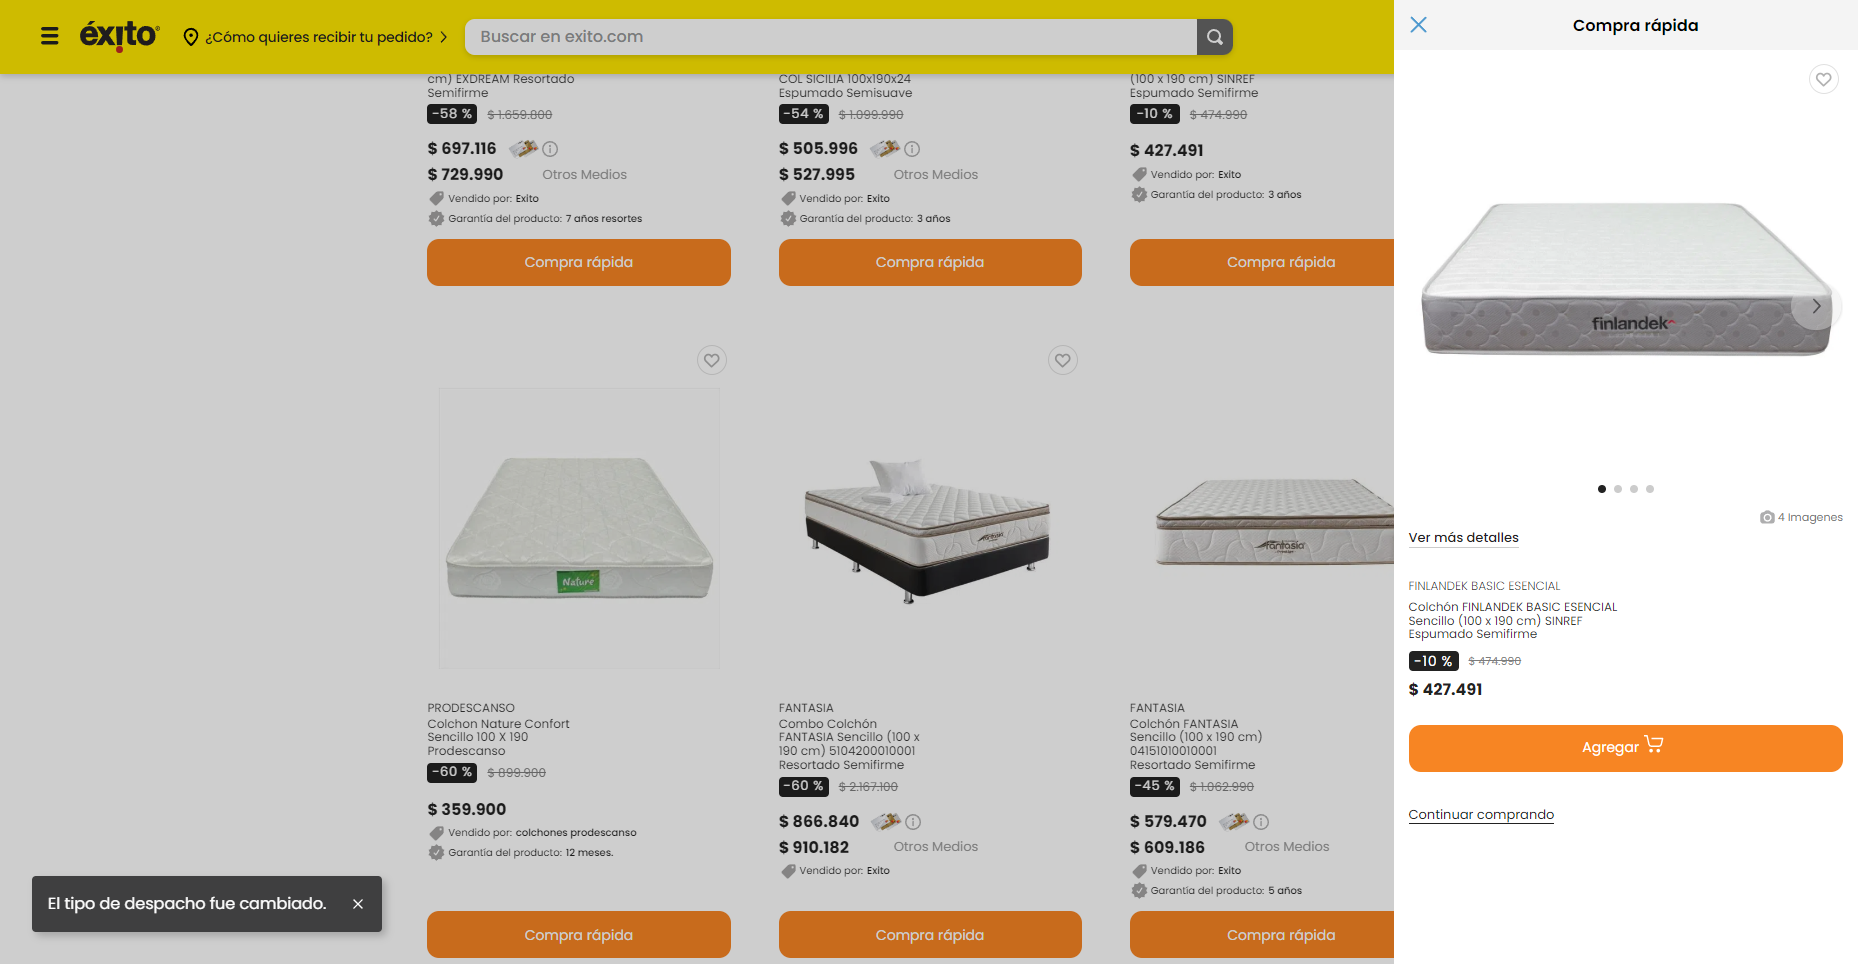 éxito
¿Cómo quieres recibir tu pedido?
Buscar en exito.com
cm) EXDREAM Resortado
Semifirme
-58 % $ 1.659.800
$ 697.116
$ 729.990 Otros Medios
Vendido por: Exito
Garantía del producto: 7 años resortes
Compra rápida
COL SICILIA 100x190x24
Espumado Semisuave
-54 % $ 1.099.990
$ 505.996
$ 527.995 Otros Medios
Vendido por: Exito
Garantía del producto: 3 años
Compra rápida
(100 x 190 cm) SINREF
Espumado Semifirme
-10 % $ 474.990
$ 427.491
Vendido por: Exito
Garantía del producto: 3 años
Compra rápida
Nature
PRODESCANSO
Colchon Nature Confort
Sencillo 100 X 190
Prodescanso
-60 % $ 899.900
$ 359.900
Vendido por: colchones prodescanso
Garantía del producto: 12 meses.
Compra rápida
fantasia
FANTASIA
Combo Colchón
FANTASIA Sencillo (100 x
190 cm) 5104200010001
Resortado Semifirme
-60 % $ 2.167.100
$ 866.840
$ 910.182 Otros Medios
Vendido por: Exito
Compra rápida
fantasia
FANTASIA
Colchón FANTASIA
Sencillo (100 x 190 cm)
04151010010001
Resortado Semifirme
-45 % $ 1.062.990
$ 579.470
$ 609.186 Otros Medios
Vendido por: Exito
Garantía del producto: 5 años
Compra rápida
El tipo de despacho fue cambiado.
Compra rápida
finlandek
4 Imagenes
Ver más detalles
FINLANDEK BASIC ESENCIAL
Colchón FINLANDEK BASIC ESENCIAL
Sencillo (100 x 190 cm) SINREF
Espumado Semifirme
-10 % $ 474.990
$ 427.491
Agregar
Continuar comprando